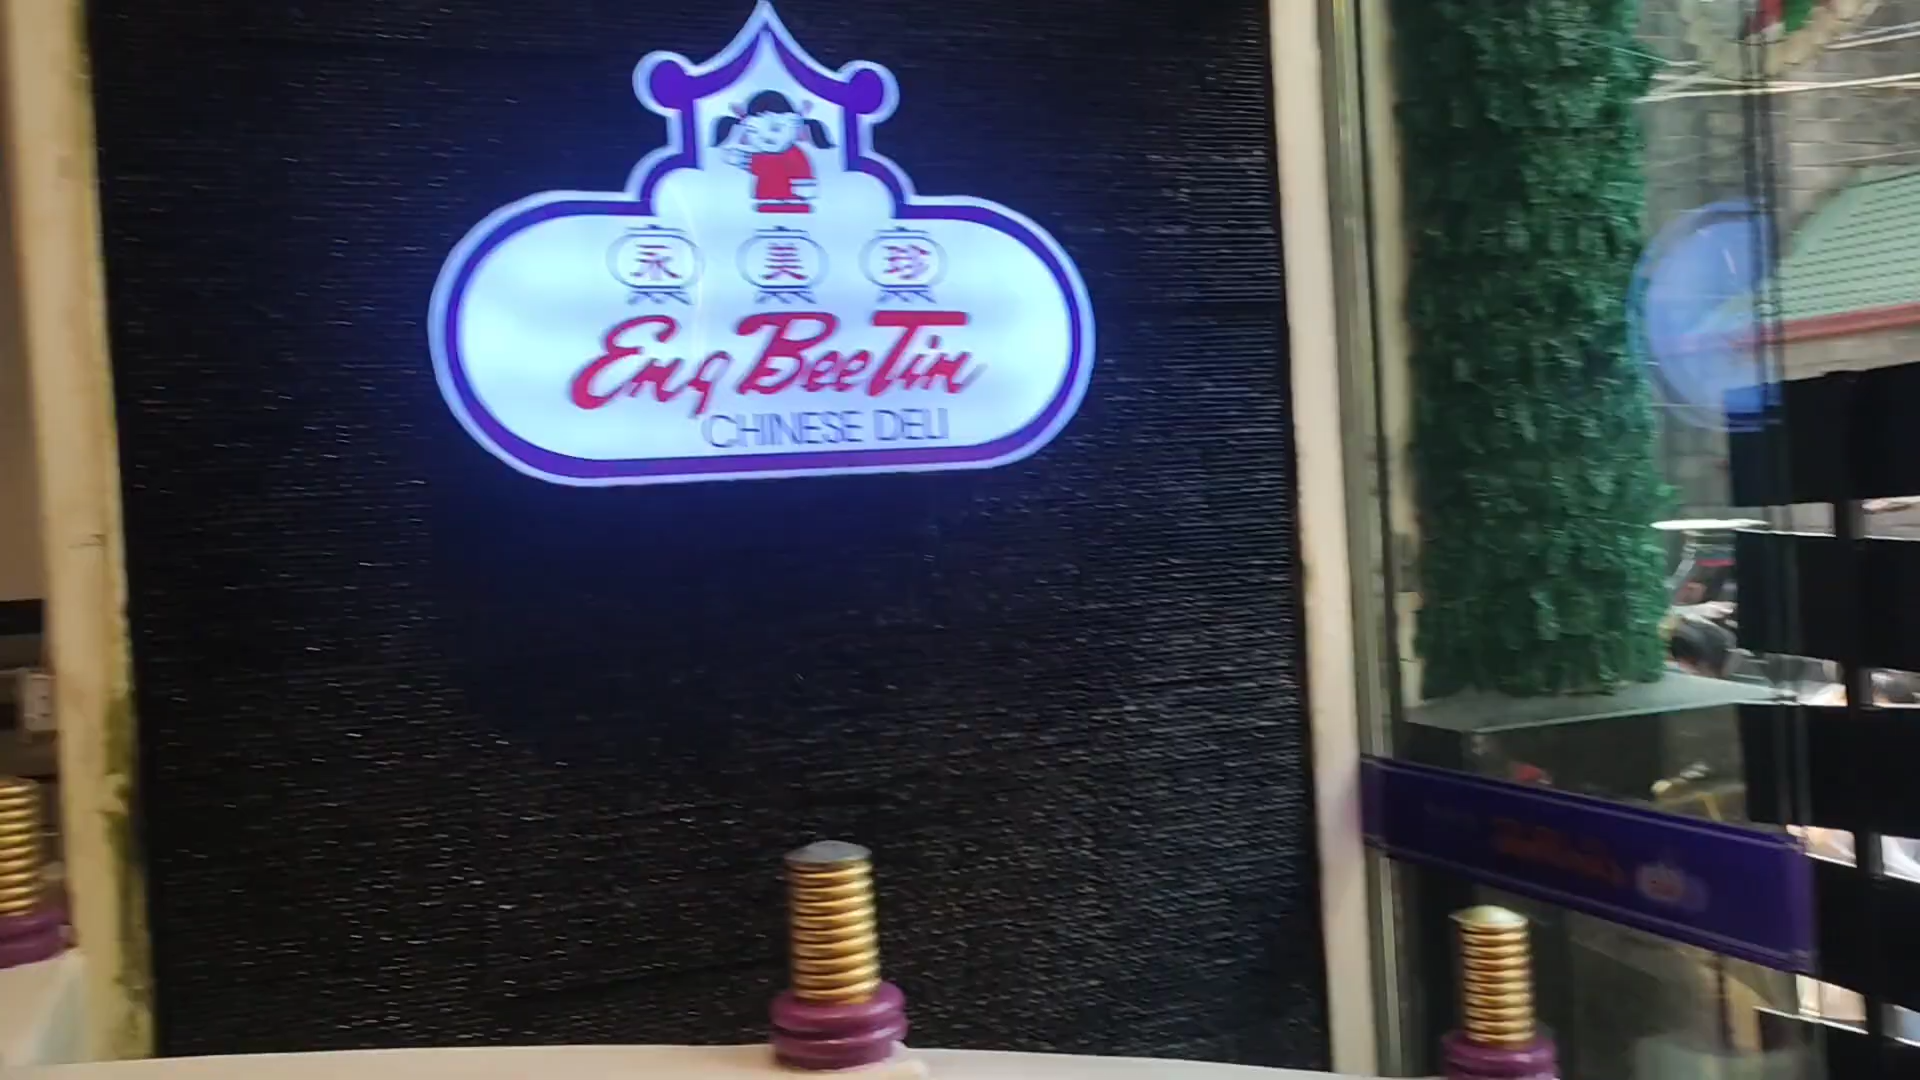 永 美 珍
Eng Bee Tin
CHINESE DELI